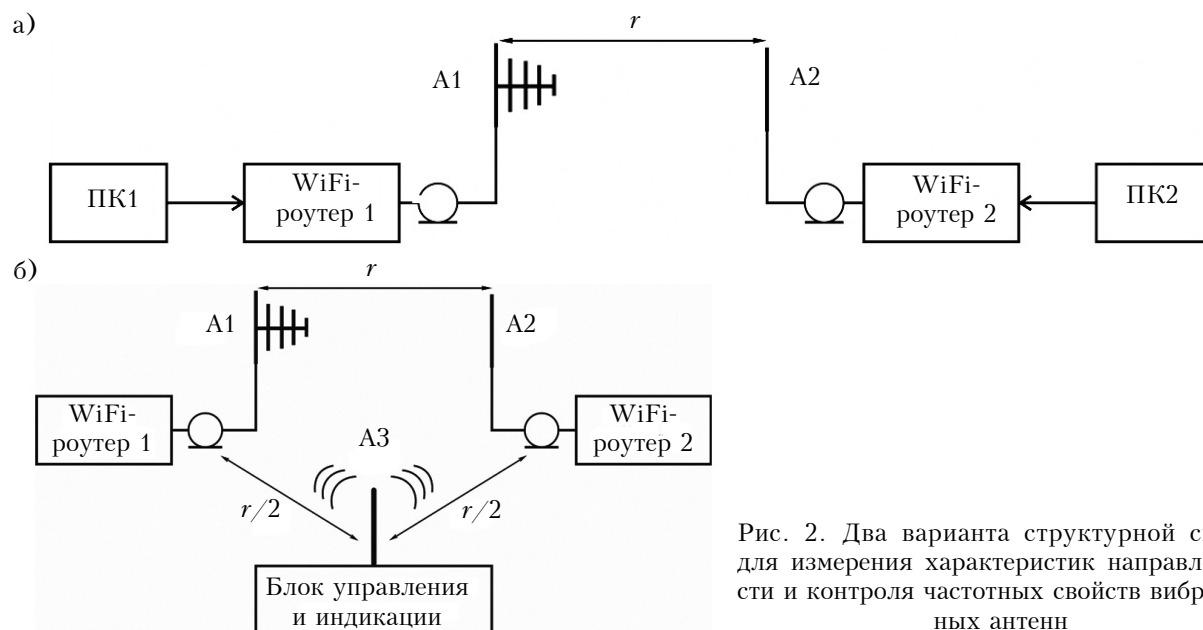 а)
r
А1
А2
ПК1
WiFi-
роутер 1
WiFi-
роутер 2
ПК2
б)
r
А1
А2
WiFi-
роутер 1
WiFi-
роутер 2
А3
r/2
r/2
Блок управления
и индикации
Рис. 2. Два варианта структурной с
для измерения характеристик направл
сти и контроля частотных свойств вибр
ных антенн